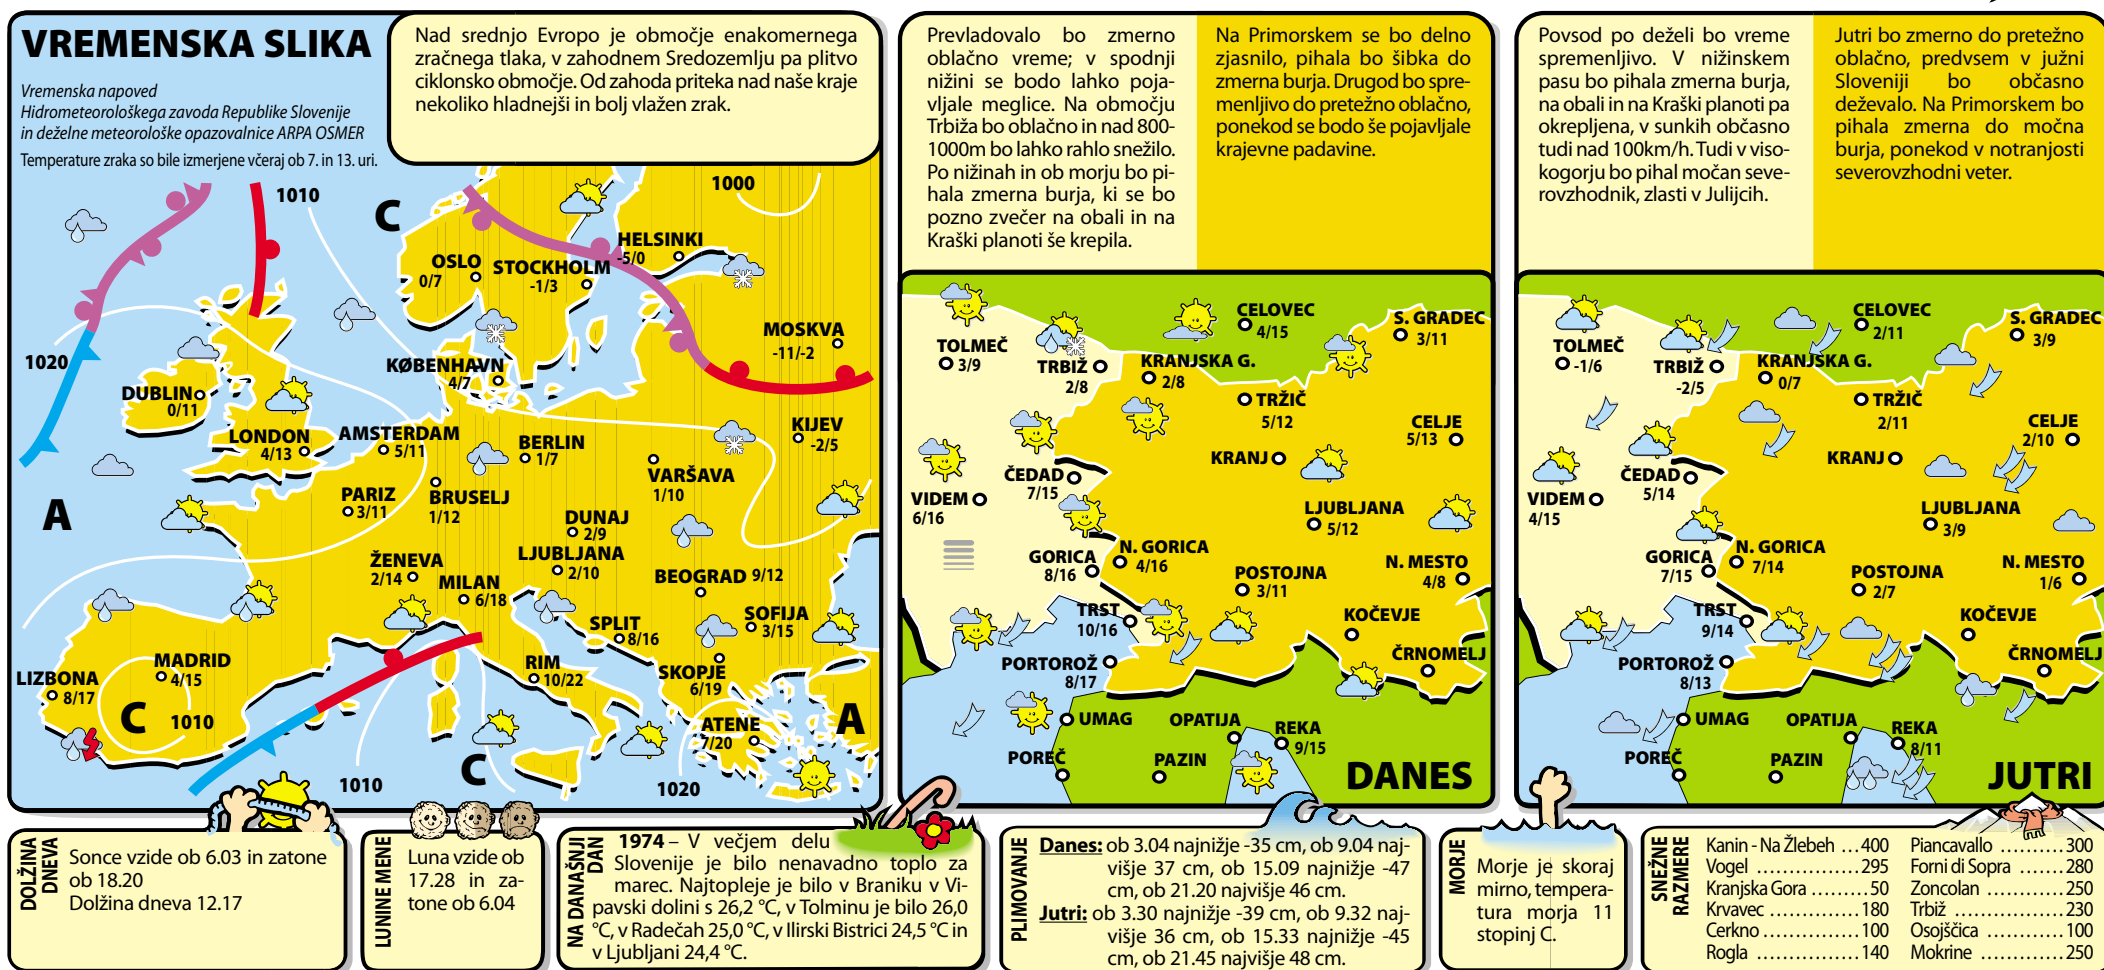 VREMENSKA SLIKA
Vremenska napoved
Hidrometeorološkega zavoda Republike Slovenije
in deželne meteorološke opazovalnice ARPA OSMER
Temperature zraka so bile izmerjene včeraj ob 7. in 13. uri.
Nad srednjo Evropo je območje enakomernega
zračnega tlaka, v zahodnem Sredozemlju pa plitvo
ciklonsko območje. Od zahoda priteka nad naše kraje
nekoliko hladnejši in bolj vlažen zrak.
1010
C
1000
HELSINKI
-5/0
OSLO
0/7
STOCKHOLM
-1/3
1020
MOSKVA
-11/-2
KØBENHAVN
4/7
DUBLIN
0/11
LONDON
4/13
AMSTERDAM
5/11
BERLIN
1/7
KIJEV
-2/5
VARŠAVA
1/10
A
PARIZ
3/11
BRUSELJ
1/12
DUNAJ
2/9
ŽENEVA
2/14
LJUBLJANA
2/10
MILAN
6/18
BEOGRAD 9/12
SPLIT
8/16
SOFIJA
3/15
LIZBONA
8/17
MADRID
4/15
RIM
10/22
SKOPJE
6/19
C
1010
ATENE
7/20
A
1010
C
1020
Prevladovalo bo zmerno
oblačno vreme; v spodnji
nižini se bodo lahko poja-
vljale meglice. Na območju
Trbiža bo oblačno in nad 800-
1000m bo lahko rahlo snežilo.
Po nižinah in ob morju bo pi-
hala zmerna burja, ki se bo
pozno zvečer na obali in na
Kraški planoti še krepila.
Na Primorskem se bo delno
zjasnilo, pihala bo šibka do
zmerna burja. Drugod bo spre-
menljivo do pretežno oblačno,
ponekod se bodo še pojavljale
krajevne padavine.
CELOVEC
4/15
S. GRADEC
3/11
TOLMEČ
3/9
TRBIŽ
2/8
KRANJSKA G.
2/8
TRŽIČ
5/12
CELJE
5/13
KRANJ
ČEDAD
7/15
VIDEM
6/16
LJUBLJANA
5/12
GORICA
8/16
N. GORICA
4/16
POSTOJNA
3/11
N. MESTO
4/8
TRST
10/16
KOČEVJE
PORTOROŽ
8/17
ČRNOMELJ
UMAG
OPATIJA
REKA
9/15
POREČ
PAZIN
DANES
Povsod po deželi bo vreme
spremenljivo. V nižinskem
pasu bo pihala zmerna burja,
na obali in na Kraški planoti pa
okrepljena, v sunkih občasno
tudi nad 100km/h. Tudi v viso-
kogorju bo pihal močan seve-
rovzhodnik, zlasti v Julijcih.
Jutri bo zmerno do pretežno
oblačno, predvsem v južni
Sloveniji bo občasno
deževalo. Na Primorskem bo
pihala zmerna do močna
burja, ponekod v notranjosti
severovzhodni veter.
CELOVEC
2/11
S. GRADEC
3/9
TOLMEČ
-1/6
TRBIŽ
-2/5
KRANJSKA G.
0/7
TRŽIČ
2/11
CELJE
2/10
KRANJ
ČEDAD
5/14
VIDEM
4/15
LJUBLJANA
3/9
GORICA
7/15
N. GORICA
7/14
POSTOJNA
2/7
N. MESTO
1/6
TRST
9/14
KOČEVJE
PORTOROŽ
8/13
ČRNOMELJ
UMAG
OPATIJA
REKA
8/11
POREČ
PAZIN
JUTRI
DOLŽINA
DNEVA
Sonce vzide ob 6.03 in zatone
ob 18.20
Dolžina dneva 12.17
LUNINE MENE
Luna vzide ob
17.28 in za-
tone ob 6.04
NA DANAŠNJI
DAN
1974 – V večjem delu
Slovenije je bilo nenavadno toplo za
marec. Najtopleje je bilo v Braniku v Vi-
pavski dolini s 26,2 °C, v Tolminu je bilo 26,0
°C, v Radečah 25,0 °C, v Ilirski Bistrici 24,5 °C in
v Ljubljani 24,4 °C.
PLIMOVANJE
Danes: ob 3.04 najnižje -35 cm, ob 9.04 naj-
višje 37 cm, ob 15.09 najnižje -47
cm, ob 21.20 najvišje 46 cm.
Jutri: ob 3.30 najnižje -39 cm, ob 9.32 naj-
višje 36 cm, ob 15.33 najnižje -45
cm, ob 21.45 najvišje 48 cm.
MORJE
Morje je skoraj
mirno, tempera-
tura morja 11
stopinj C.
SNEŽNE
RAZMERE
Kanin - Na Žlebeh ...400
Vogel ..................295
Kranjska Gora .........50
Krvavec ................180
Cerkno .................100
Rogla ...................140
Piancavallo ...........300
Forni di Sopra ........280
Zoncolan ..............250
Trbiž ....................230
Osojščica ..............100
Mokrine ................250